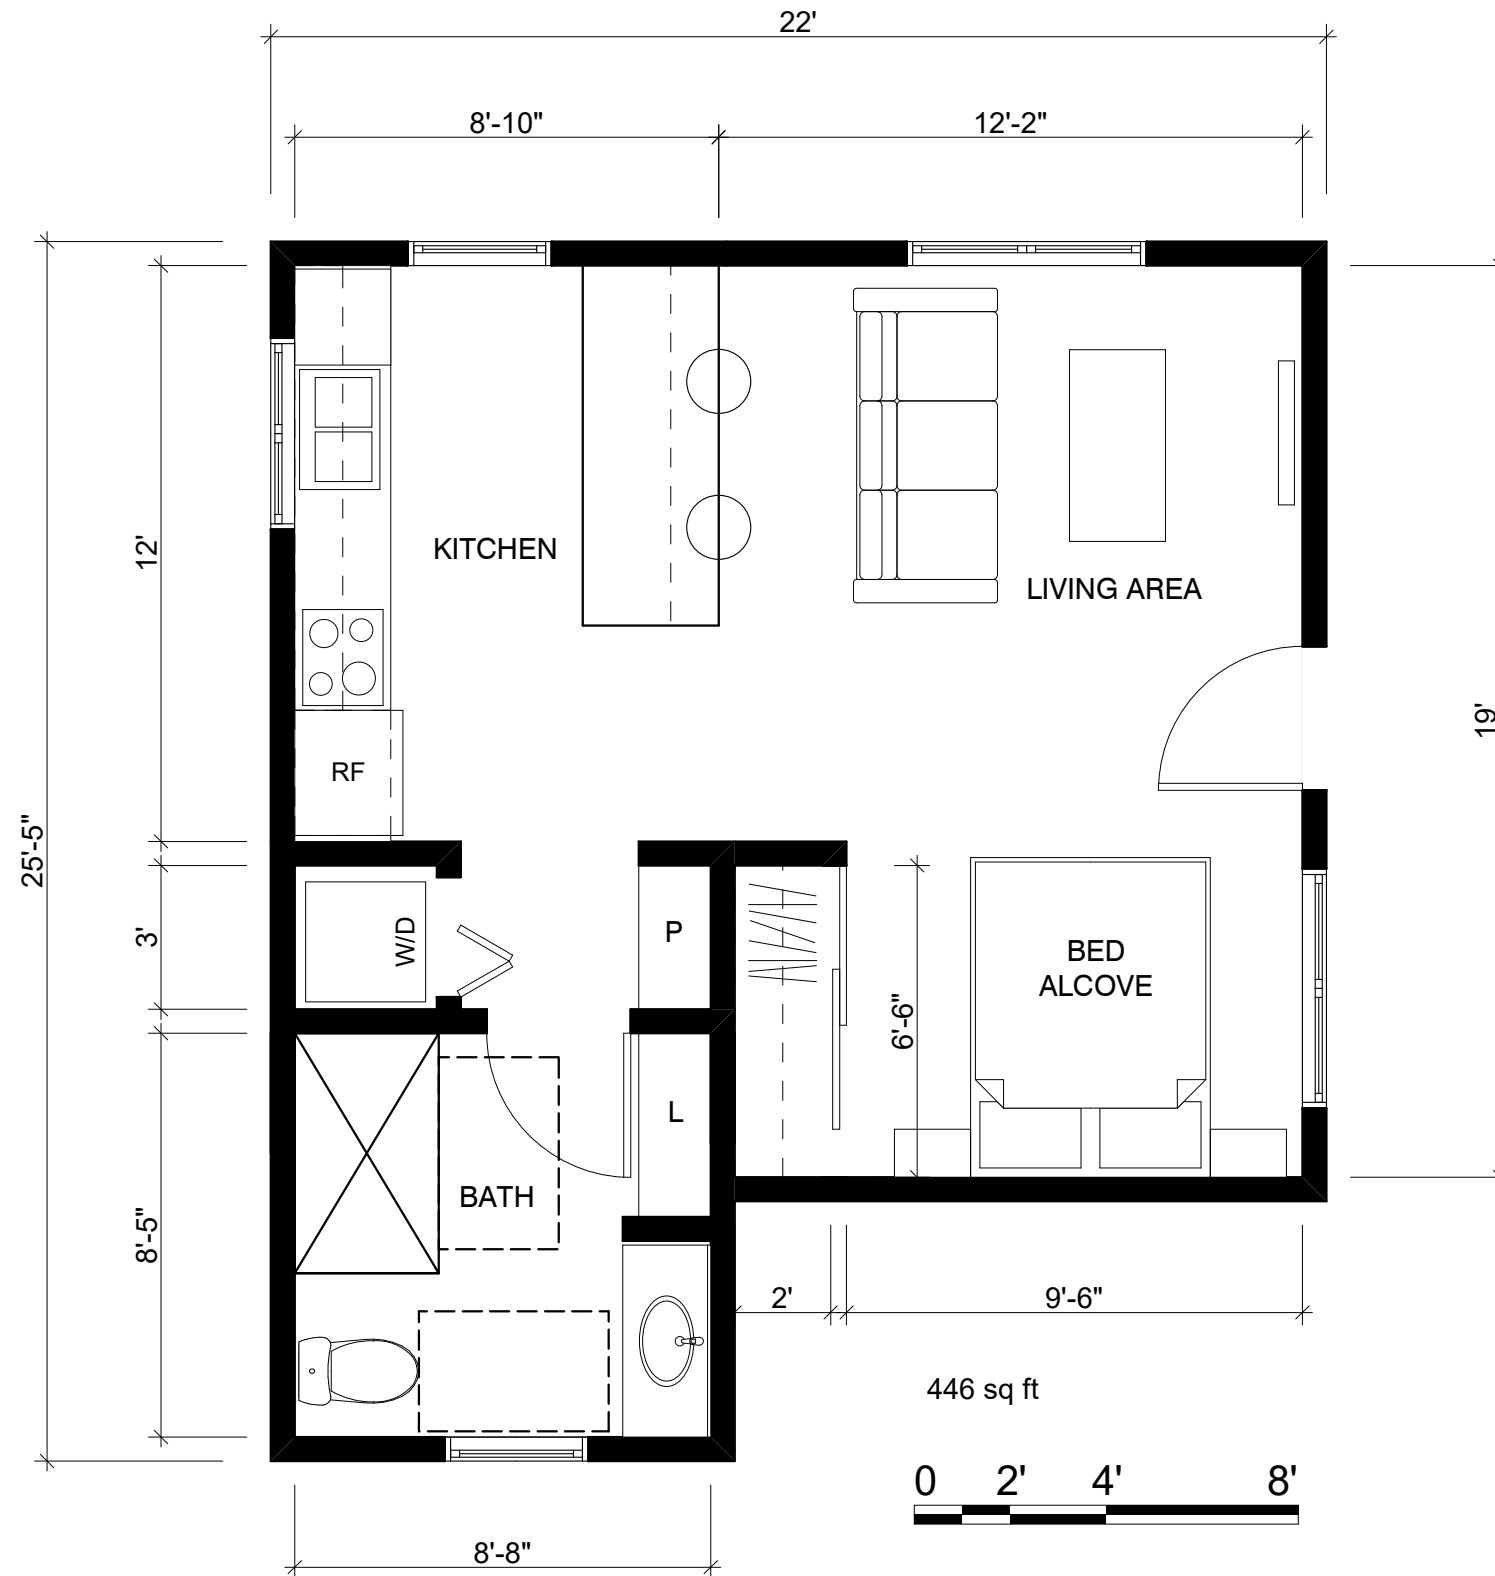 22'
8'-10"
12'-2"
KITCHEN
12'
LIVING AREA
19'
RF
25'-5"
W/D
3'
P
BED
ALCOVE
6'-6"
L
BATH
8'-5"
2'
9'-6"
446 sq ft
0 2' 4' 8'
8'-8"